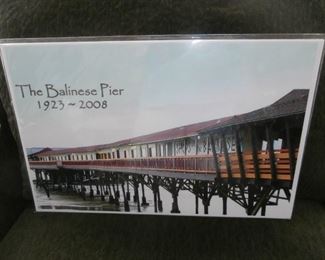 The Balinese Pier
1923 ~ 2008